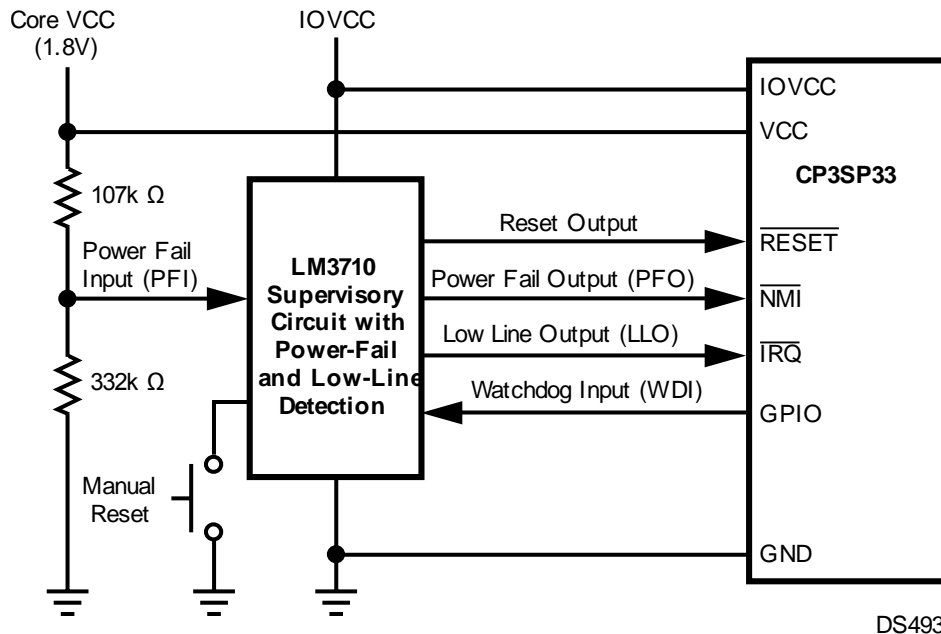 Core VCC
(1.8V)
IOVCC
IOVCC
VCC
CP3SP33
107k Ω
Power Fail
Input (PFI)
LM3710
Supervisory
Circuit with
Power-Fail
and Low-Line
Detection
Reset Output
RESET
Power Fail Output (PFO)
NMI
Low Line Output (LLO)
IRQ
Watchdog Input (WDI)
GPIO
332k Ω
Manual
Reset
GND
DS493